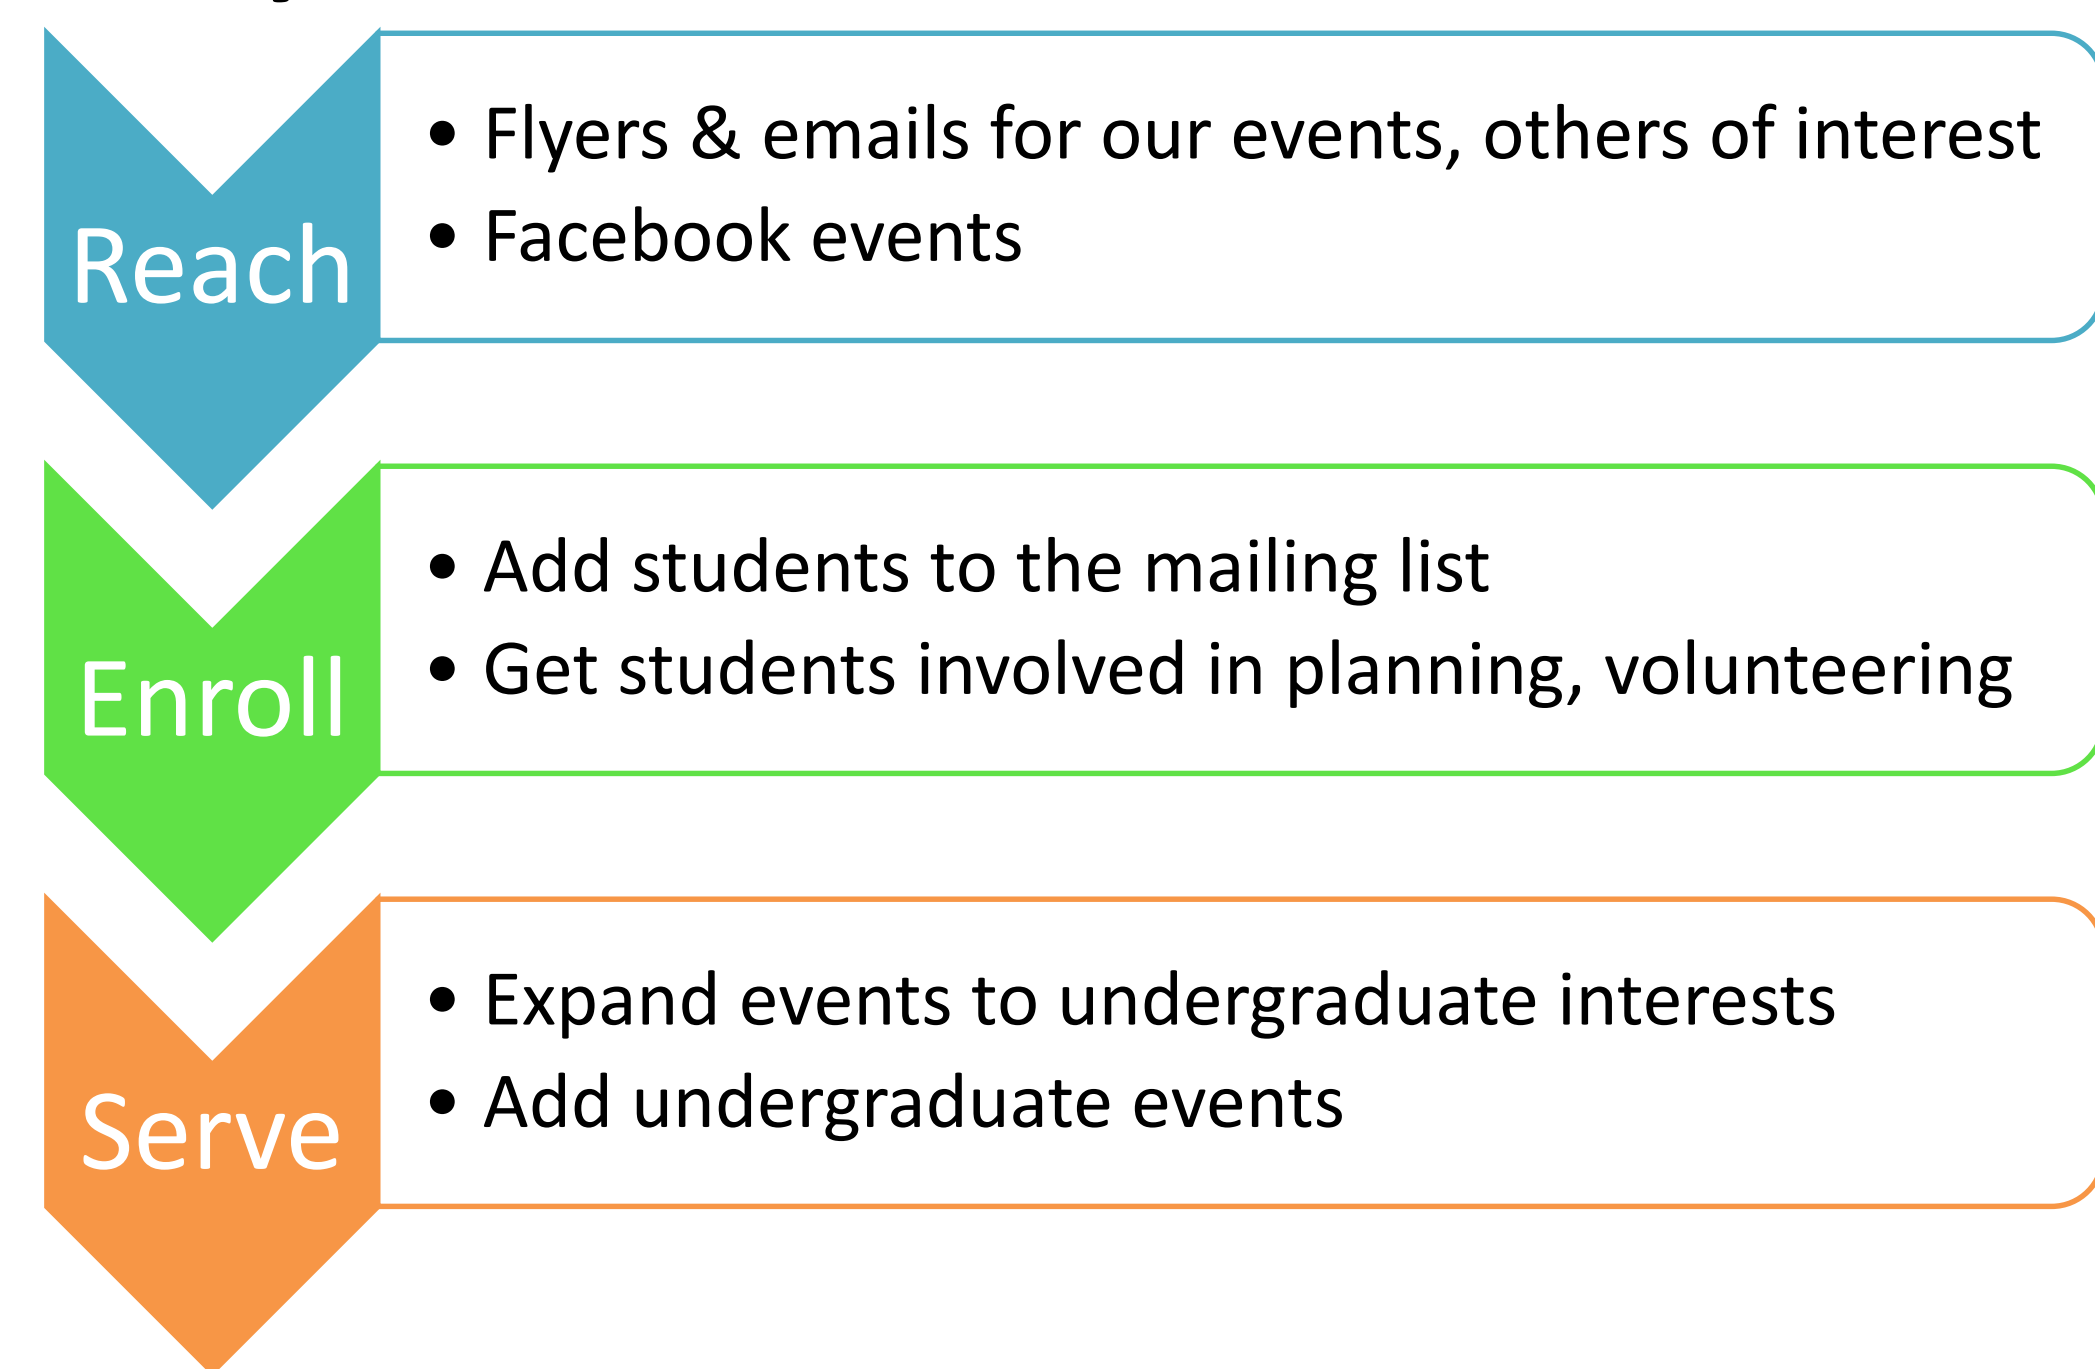 Reach
• Flyers & emails for our events, others of interest
• Facebook events
Enroll
• Add students to the mailing list
• Get students involved in planning, volunteering
Serve
• Expand events to undergraduate interests
• Add undergraduate events